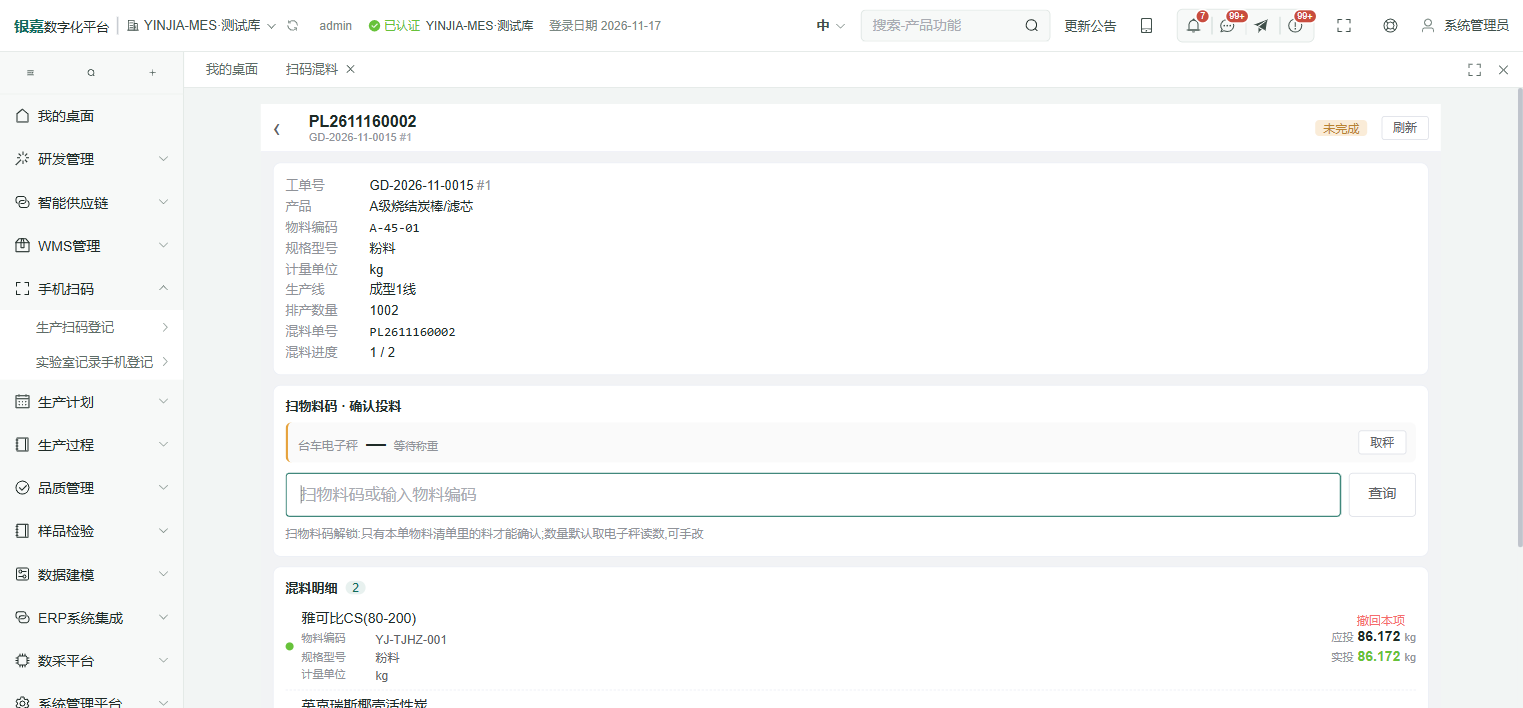 银嘉数字化平台 YINJIA-MES·测试库 admin 已认证 YINJIA-MES·测试库 登录日期 2026-11-17 中 搜索-产品功能 更新公告 7 99+ 99+ 系统管理员
我的桌面 扫码混料
我的桌面
研发管理
智能供应链
WMS管理
手机扫码
生产扫码登记
实验室记录手机登记
生产计划
生产过程
品质管理
样品检验
数据建模
ERP系统集成
数采平台
系统管理平台
PL2611160002
GD-2026-11-0015 #1
未完成 刷新
工单号 GD-2026-11-0015 #1
产品 A级烧结炭棒/滤芯
物料编码 A-45-01
规格型号 粉料
计量单位 kg
生产线 成型1线
排产数量 1002
混料单号 PL2611160002
混料进度 1 / 2
扫物料码 · 确认投料
台车电子秤 — 等待称重 取秤
扫物料码或输入物料编码 查询
扫物料码解锁:只有本单物料清单里的料才能确认;数量默认取电子秤读数,可手改
混料明细 2
雅可比CS(80-200)
物料编码 YJ-TJHZ-001
规格型号 粉料
计量单位 kg
撤回本项
应投 86.172 kg
实投 86.172 kg
英克瑞斯椰壳活性炭